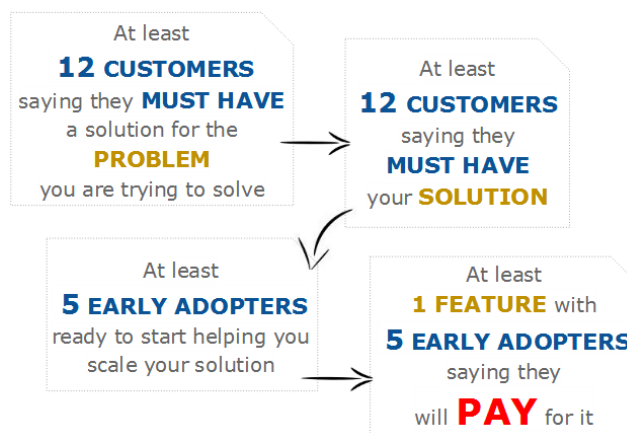 At least
12 CUSTOMERS
saying they MUST HAVE
a solution for the
PROBLEM
you are trying to solve
At least
12 CUSTOMERS
saying they
MUST HAVE
your SOLUTION
At least
5 EARLY ADOPTERS
ready to start helping you
scale your solution
At least
1 FEATURE with
5 EARLY ADOPTERS
saying they
will PAY for it